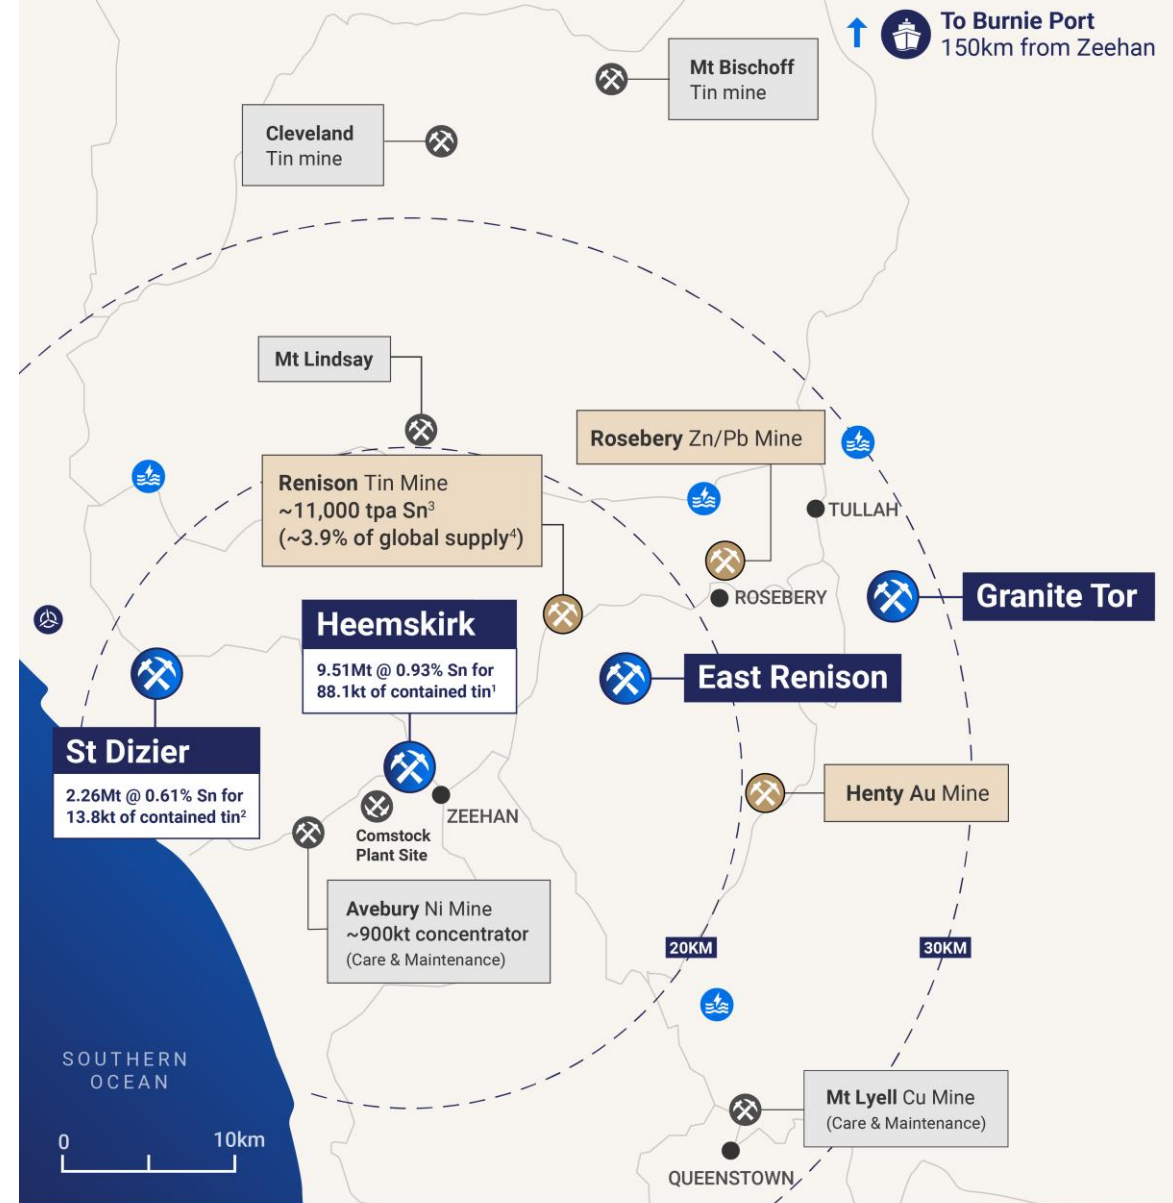 To Burnie Port
150km from Zeehan
Mt Bischoff
Tin mine
Cleveland
Tin mine
Mt Lindsay
Rosebery Zn/Pb Mine
Renison Tin Mine
~11,000 tpa Sn³
(~3.9% of global supply⁴)
TULLAH
ROSEBERY
Granite Tor
Heemskirk
9.51Mt @ 0.93% Sn for
88.1kt of contained tin¹
East Renison
St Dizier
2.26Mt @ 0.61% Sn for
13.8kt of contained tin²
ZEEHAN
Henty Au Mine
Comstock
Plant Site
Avebury Ni Mine
~900kt concentrator
(Care & Maintenance)
20KM
30KM
SOUTHERN
OCEAN
Mt Lyell Cu Mine
(Care & Maintenance)
0 10km
QUEENSTOWN